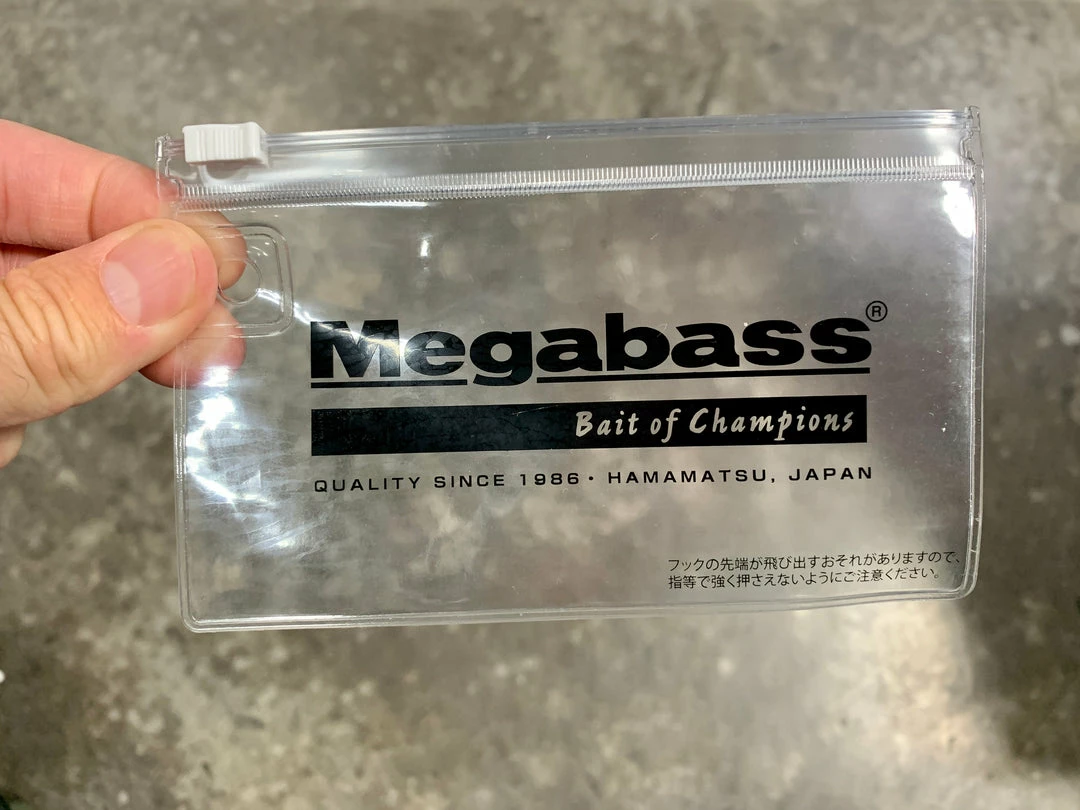 Megabass®
Bait of Champions
QUALITY SINCE 1986・HAMAMATSU, JAPAN
フックの先端が飛び出すおそれがありますので、
指等で強く押さえないようにご注意ください。